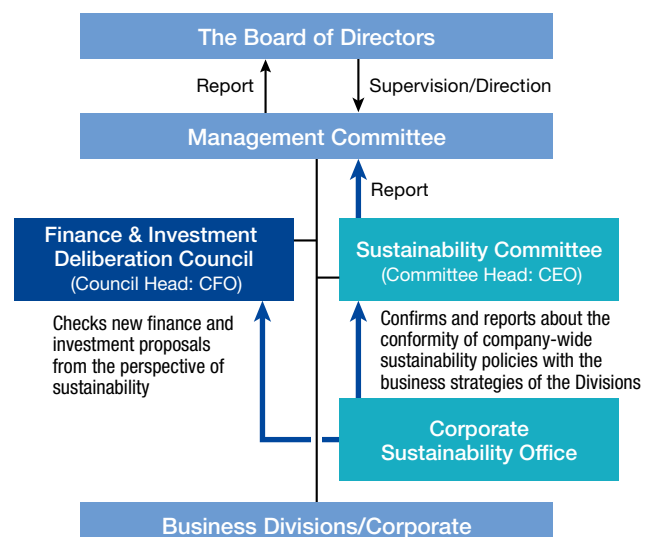 The Board of Directors
Report
Supervision/Direction
Management Committee
Report
Finance & Investment
Deliberation Council
(Council Head: CFO)
Sustainability Committee
(Committee Head: CEO)
Checks new finance and
investment proposals
from the perspective of
sustainability
Confirms and reports about the
conformity of company-wide
sustainability policies with the
business strategies of the Divisions
Corporate
Sustainability Office
Business Divisions/Corporate